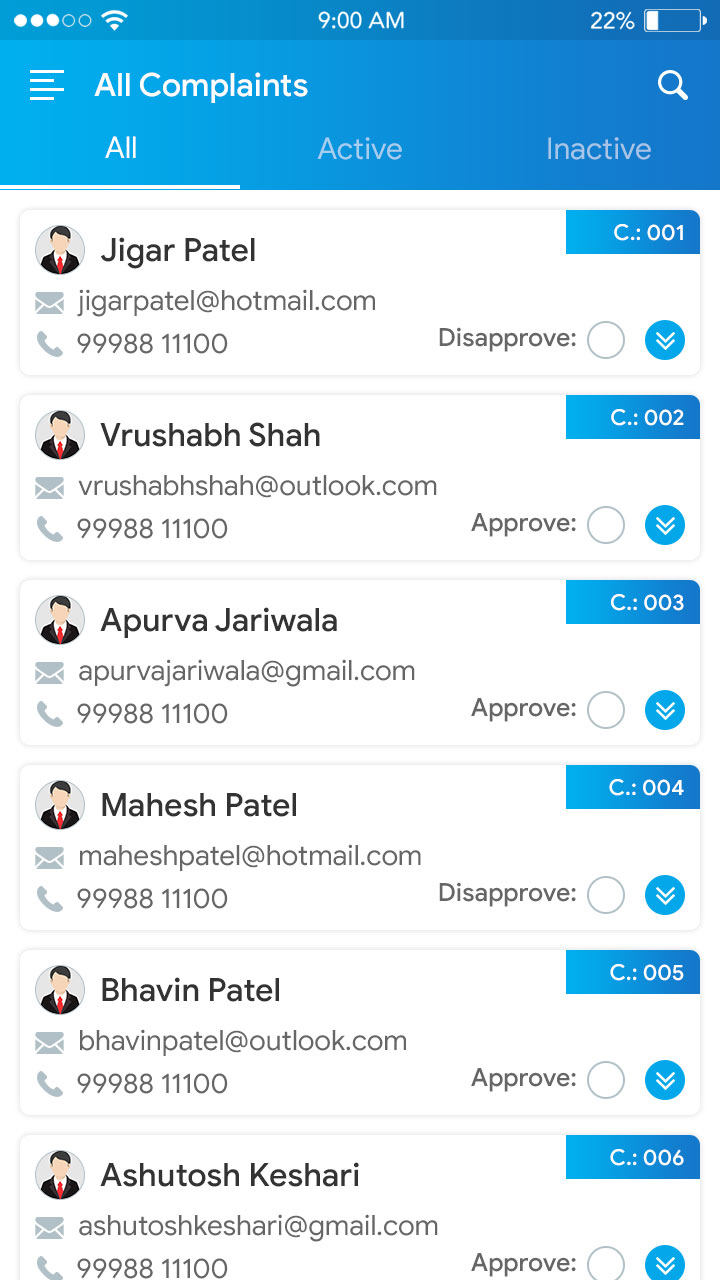 9:00 AM 22%
All Complaints
All Active Inactive
Jigar Patel C.: 001
jigarpatel@hotmail.com
99988 11100 Disapprove:
Vrushabh Shah C.: 002
vrushabhshah@outlook.com
99988 11100 Approve:
Apurva Jariwala C.: 003
apurvajariwala@gmail.com
99988 11100 Approve:
Mahesh Patel C.: 004
maheshpatel@hotmail.com
99988 11100 Disapprove:
Bhavin Patel C.: 005
bhavinpatel@outlook.com
99988 11100 Approve:
Ashutosh Keshari C.: 006
ashutoshkeshari@gmail.com
99988 11100 Approve: